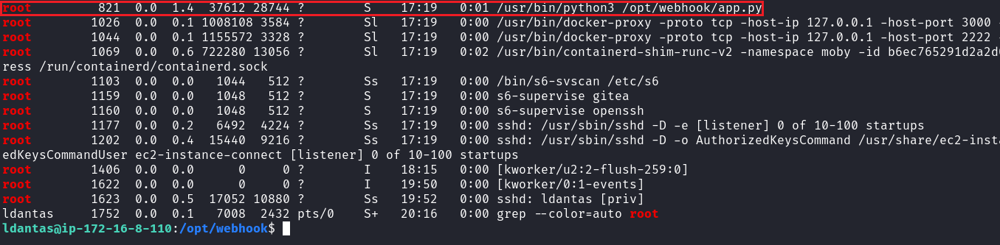 root         821  0.0  1.4  37612 28744 ?        S    17:19   0:01 /usr/bin/python3 /opt/webhook/app.py
root        1026  0.0  0.1 1008108 3584 ?        Sl   17:19   0:00 /usr/bin/docker-proxy -proto tcp -host-ip 127.0.0.1 -host-port 3000
root        1044  0.0  0.1 1155572 3328 ?        Sl   17:19   0:00 /usr/bin/docker-proxy -proto tcp -host-ip 127.0.0.1 -host-port 2222
root        1069  0.0  0.6 722280 13056 ?        Sl   17:19   0:02 /usr/bin/containerd-shim-runc-v2 -namespace moby -id b6ec765291d2a2d
ress /run/containerd/containerd.sock
root        1103  0.0  0.0   1044   512 ?        Ss   17:19   0:00 /bin/s6-svscan /etc/s6
root        1159  0.0  0.0   1048   512 ?        S    17:19   0:00 s6-supervise gitea
root        1160  0.0  0.0   1048   512 ?        S    17:19   0:00 s6-supervise openssh
root        1177  0.0  0.2   6492  4224 ?        Ss   17:19   0:00 sshd: /usr/sbin/sshd -D -e [listener] 0 of 10-100 startups
root        1202  0.0  0.4  15440  9216 ?        Ss   17:19   0:00 sshd: /usr/sbin/sshd -D -o AuthorizedKeysCommand /usr/share/ec2-inst
edKeysCommandUser ec2-instance-connect [listener] 0 of 10-100 startups
root        1406  0.0  0.0      0     0 ?        I    18:15   0:00 [kworker/u2:2-flush-259:0]
root        1622  0.0  0.0      0     0 ?        I    19:50   0:00 [kworker/0:1-events]
root        1623  0.0  0.5  17052 10880 ?        Ss   19:52   0:00 sshd: ldantas [priv]
ldantas     1752  0.0  0.1   7008  2432 pts/0    S+   20:16   0:00 grep --color=auto root
ldantas@ip-172-16-8-110:/opt/webhook$